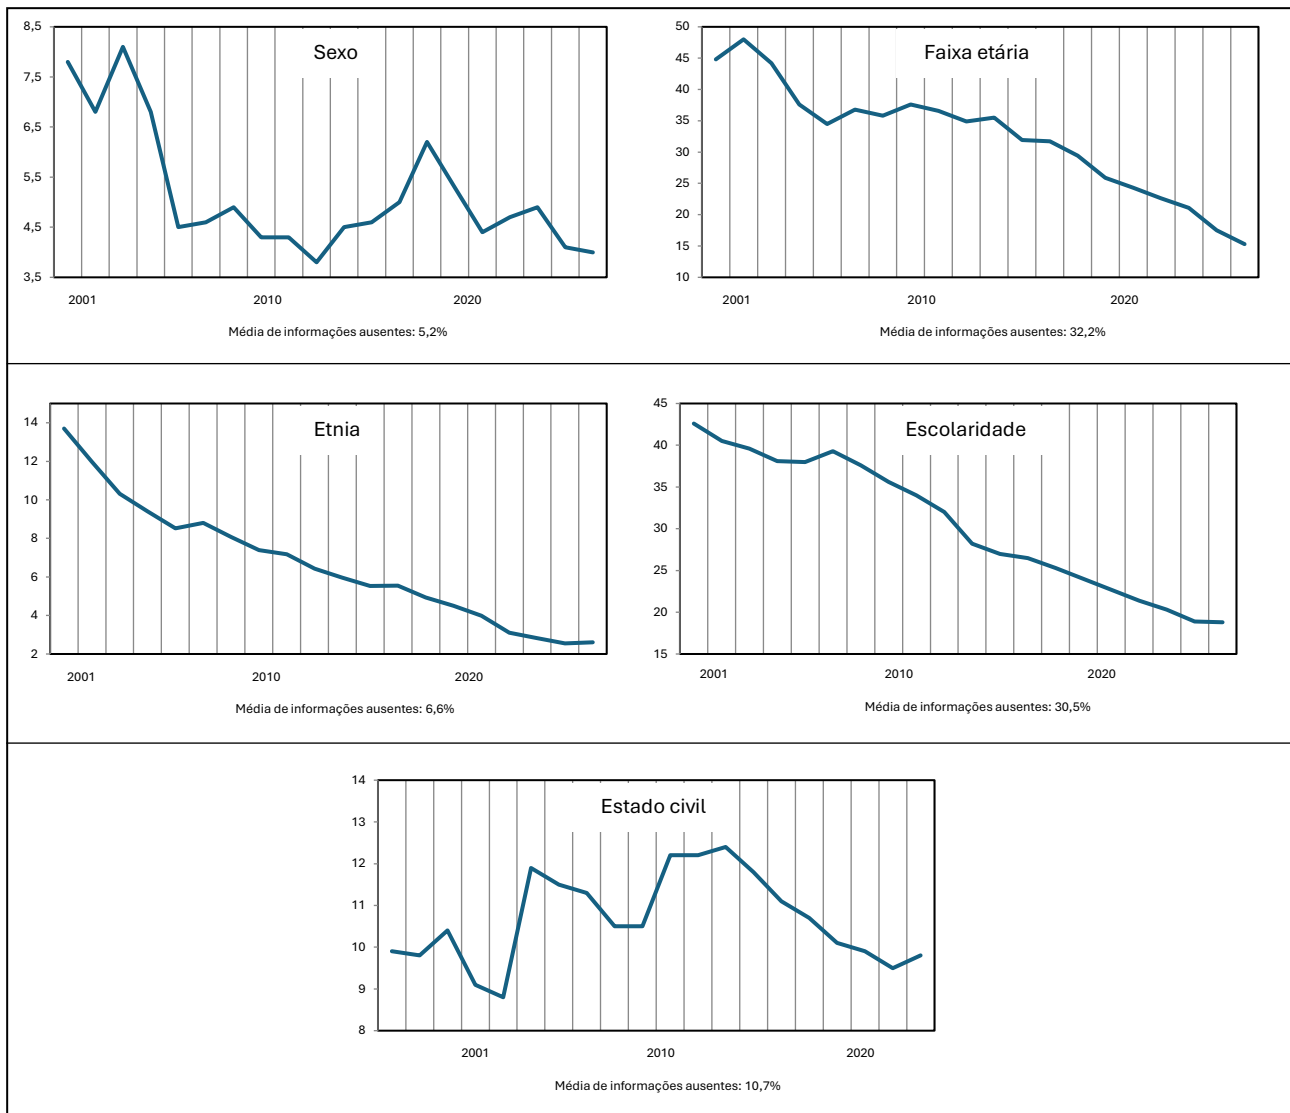 Sexo
8,5
7,5
6,5
5,5
4,5
3,5
2001 2010 2020
Média de informações ausentes: 5,2%
Faixa etária
50
45
40
35
30
25
20
15
10
2001 2010 2020
Média de informações ausentes: 32,2%
Etnia
14
12
10
8
6
4
2
2001 2010 2020
Média de informações ausentes: 6,6%
Escolaridade
45
40
35
30
25
20
15
2001 2010 2020
Média de informações ausentes: 30,5%
Estado civil
14
13
12
11
10
9
8
2001 2010 2020
Média de informações ausentes: 10,7%